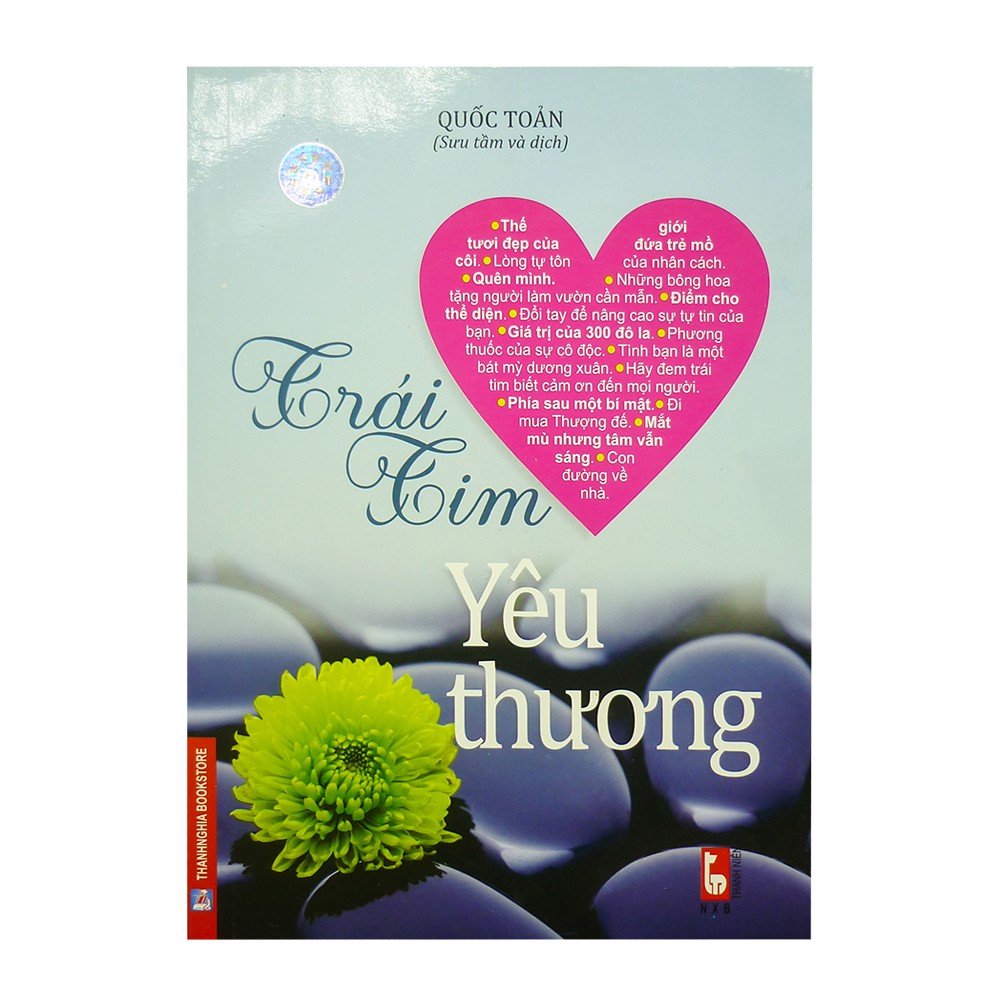 QUỐC TOẢN
(Sưu tầm và dịch)
•Thế giới
tươi đẹp của đứa trẻ mồ
côi. •Lòng tự tôn của nhân cách.
•Quên mình. •Những bông hoa
tặng người làm vườn cần mẫn. •Điểm cho
thể diện. •Đổi tay để nâng cao sự tự tin của
bạn. •Giá trị của 300 đô la. •Phương
thuốc của sự cô độc. •Tình bạn là một
bát mỳ dương xuân. •Hãy đem trái
tim biết cảm ơn đến mọi người.
•Phía sau một bí mật. •Đi
mua Thượng đế. •Mắt
mù nhưng tâm vẫn
sáng. •Con
đường về
nhà.
Trái
Tim
Yêu
thương
THANHNGHIA BOOKSTORE
NXB
THANH NIÊN